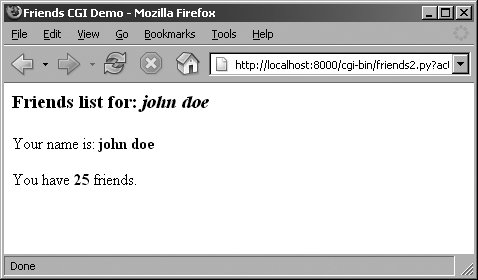 Friends CGI Demo - Mozilla Firefox
File Edit View Go Bookmarks Tools Help
http://localhost:8000/cgi-bin/friends2.py?acl
Friends list for: john doe
Your name is: john doe
You have 25 friends.
Done